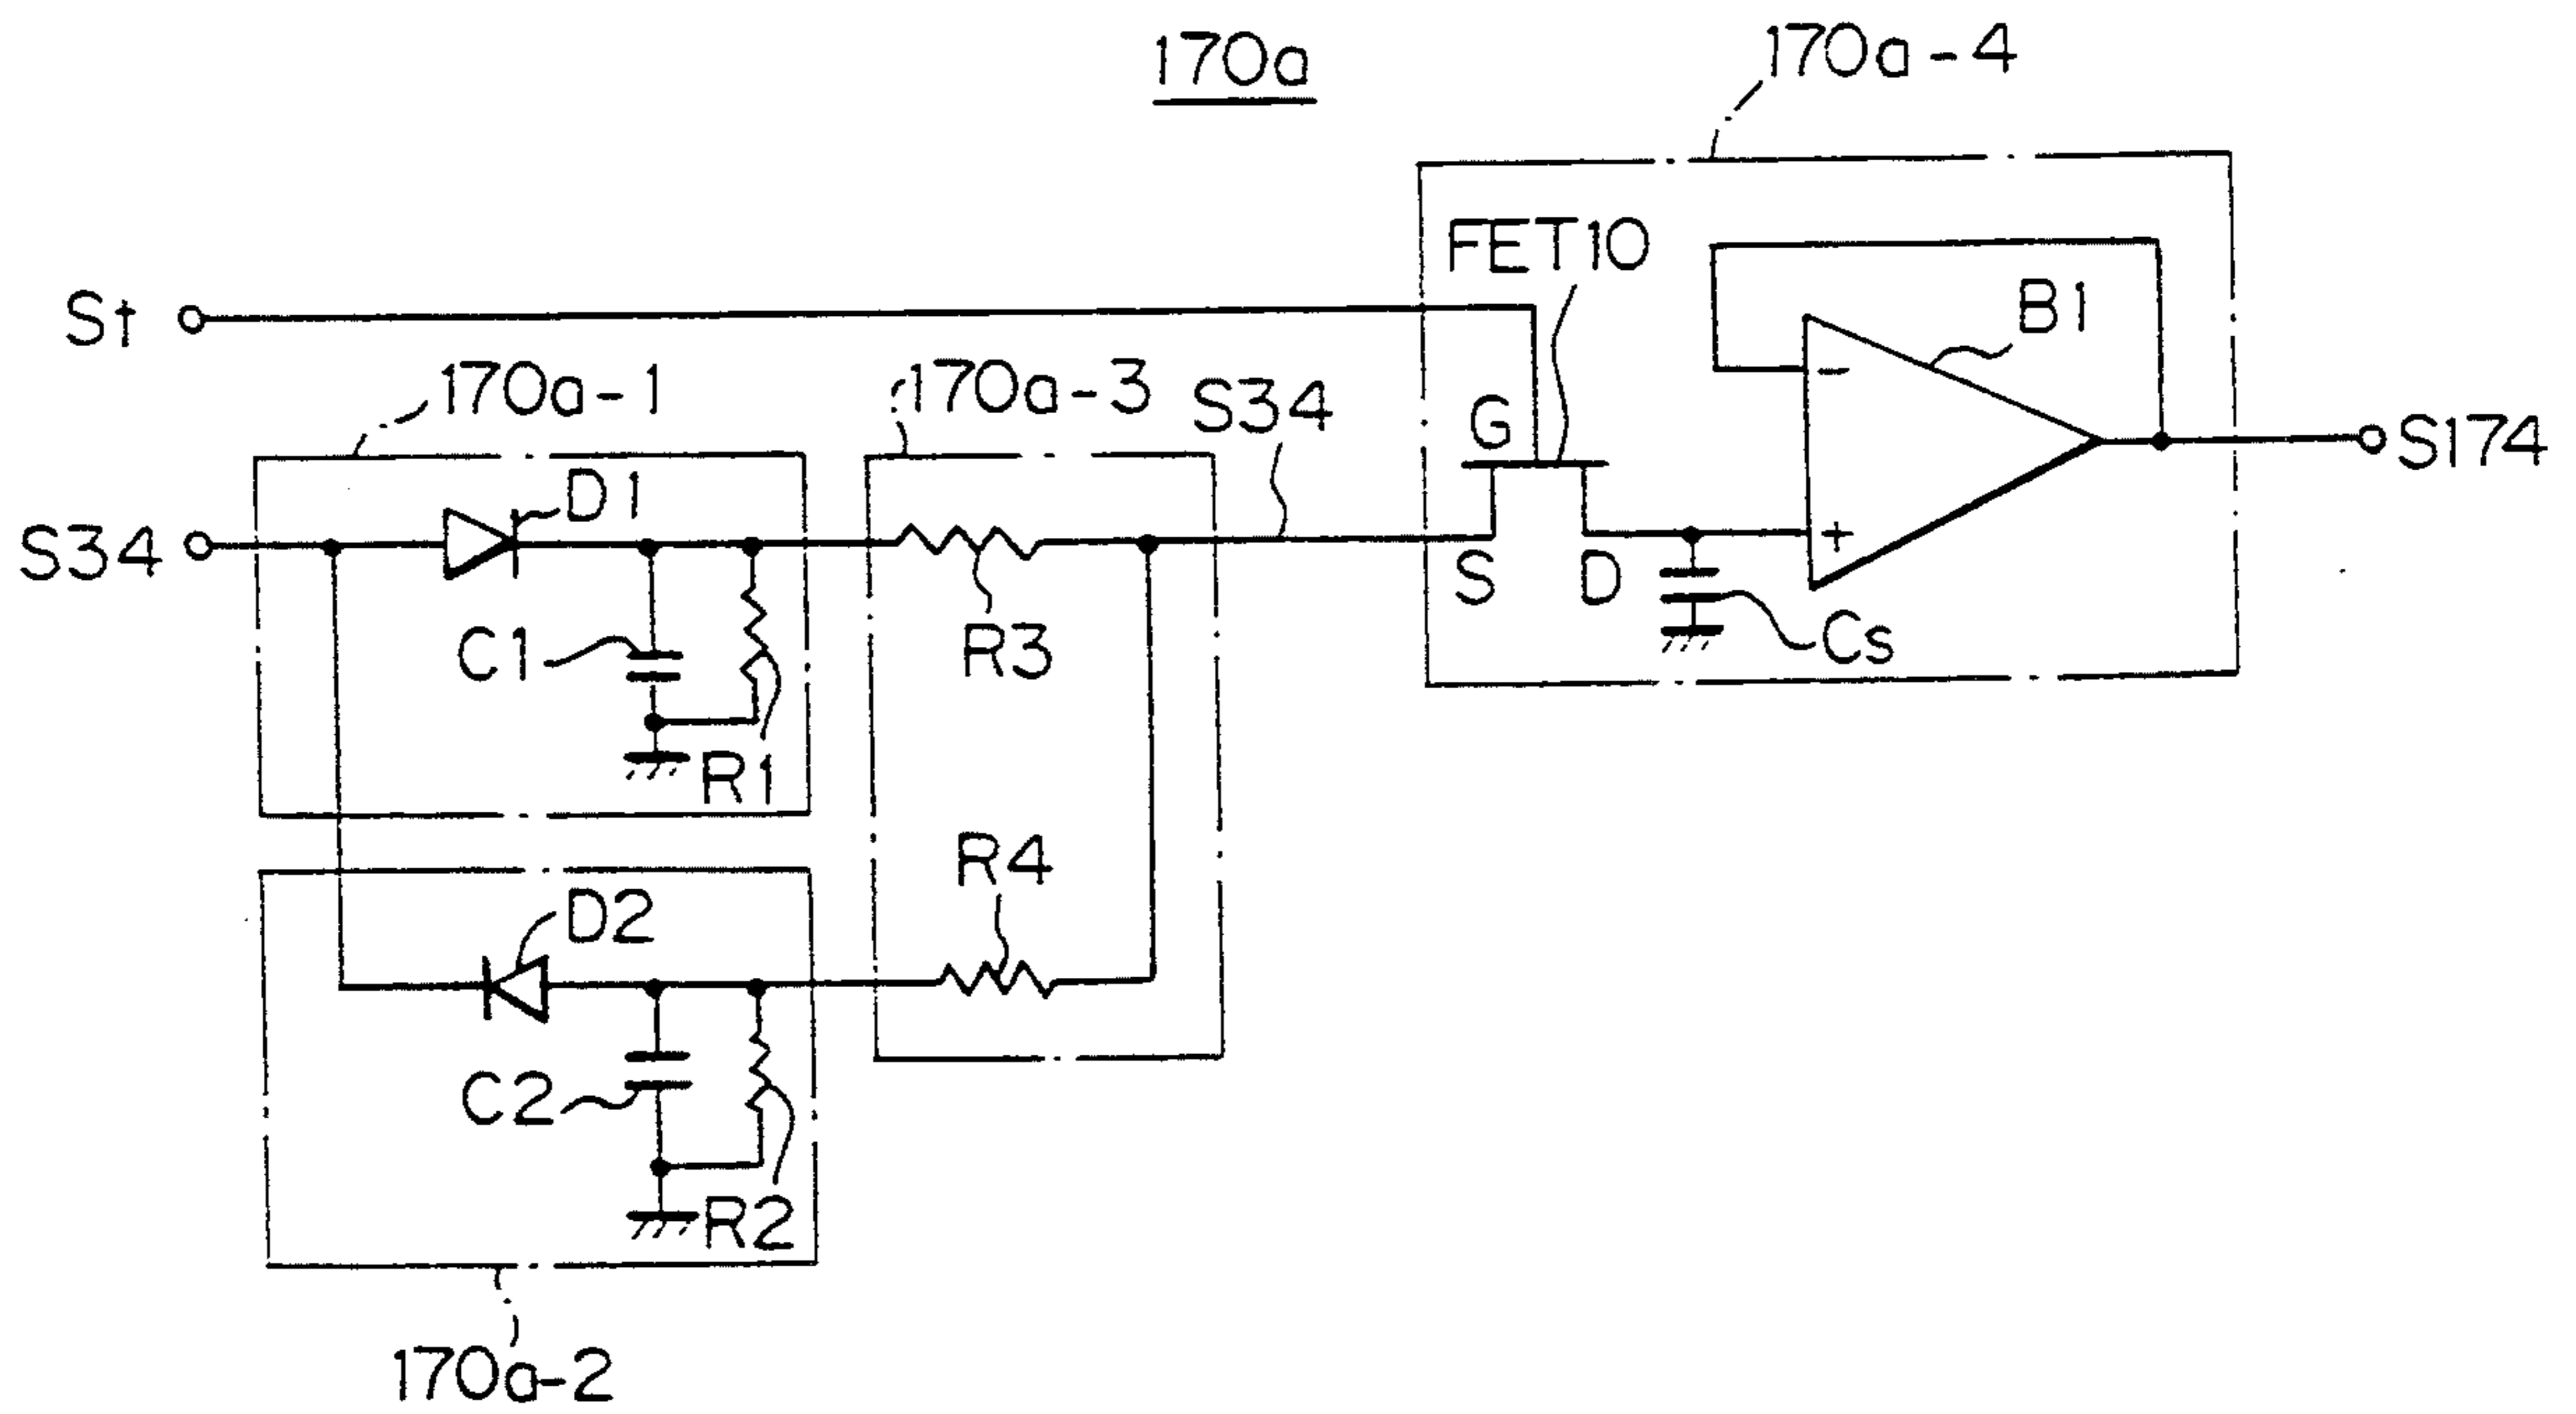 170a
170a-4
FET10
B1
St
170a-1
170a-3
S34
G
S174
D1
S34
S
D
Cs
C1
R3
R1
R4
D2
C2
R2
170a-2
-
+